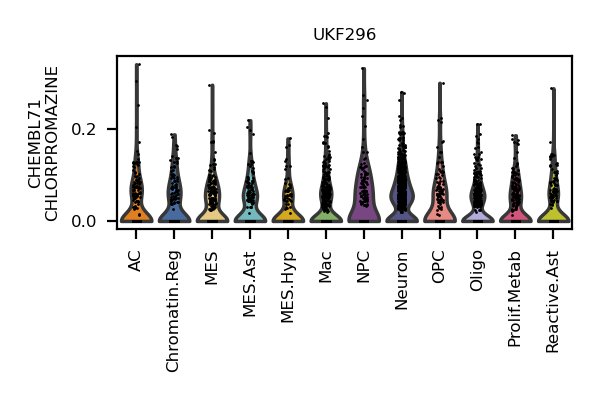 UKF296
CHEMBL71
CHLORPROMAZINE
0.2
0.0
AC
Chromatin.Reg
MES
MES.Ast
MES.Hyp
Mac
NPC
Neuron
OPC
Oligo
Prolif.Metab
Reactive.Ast